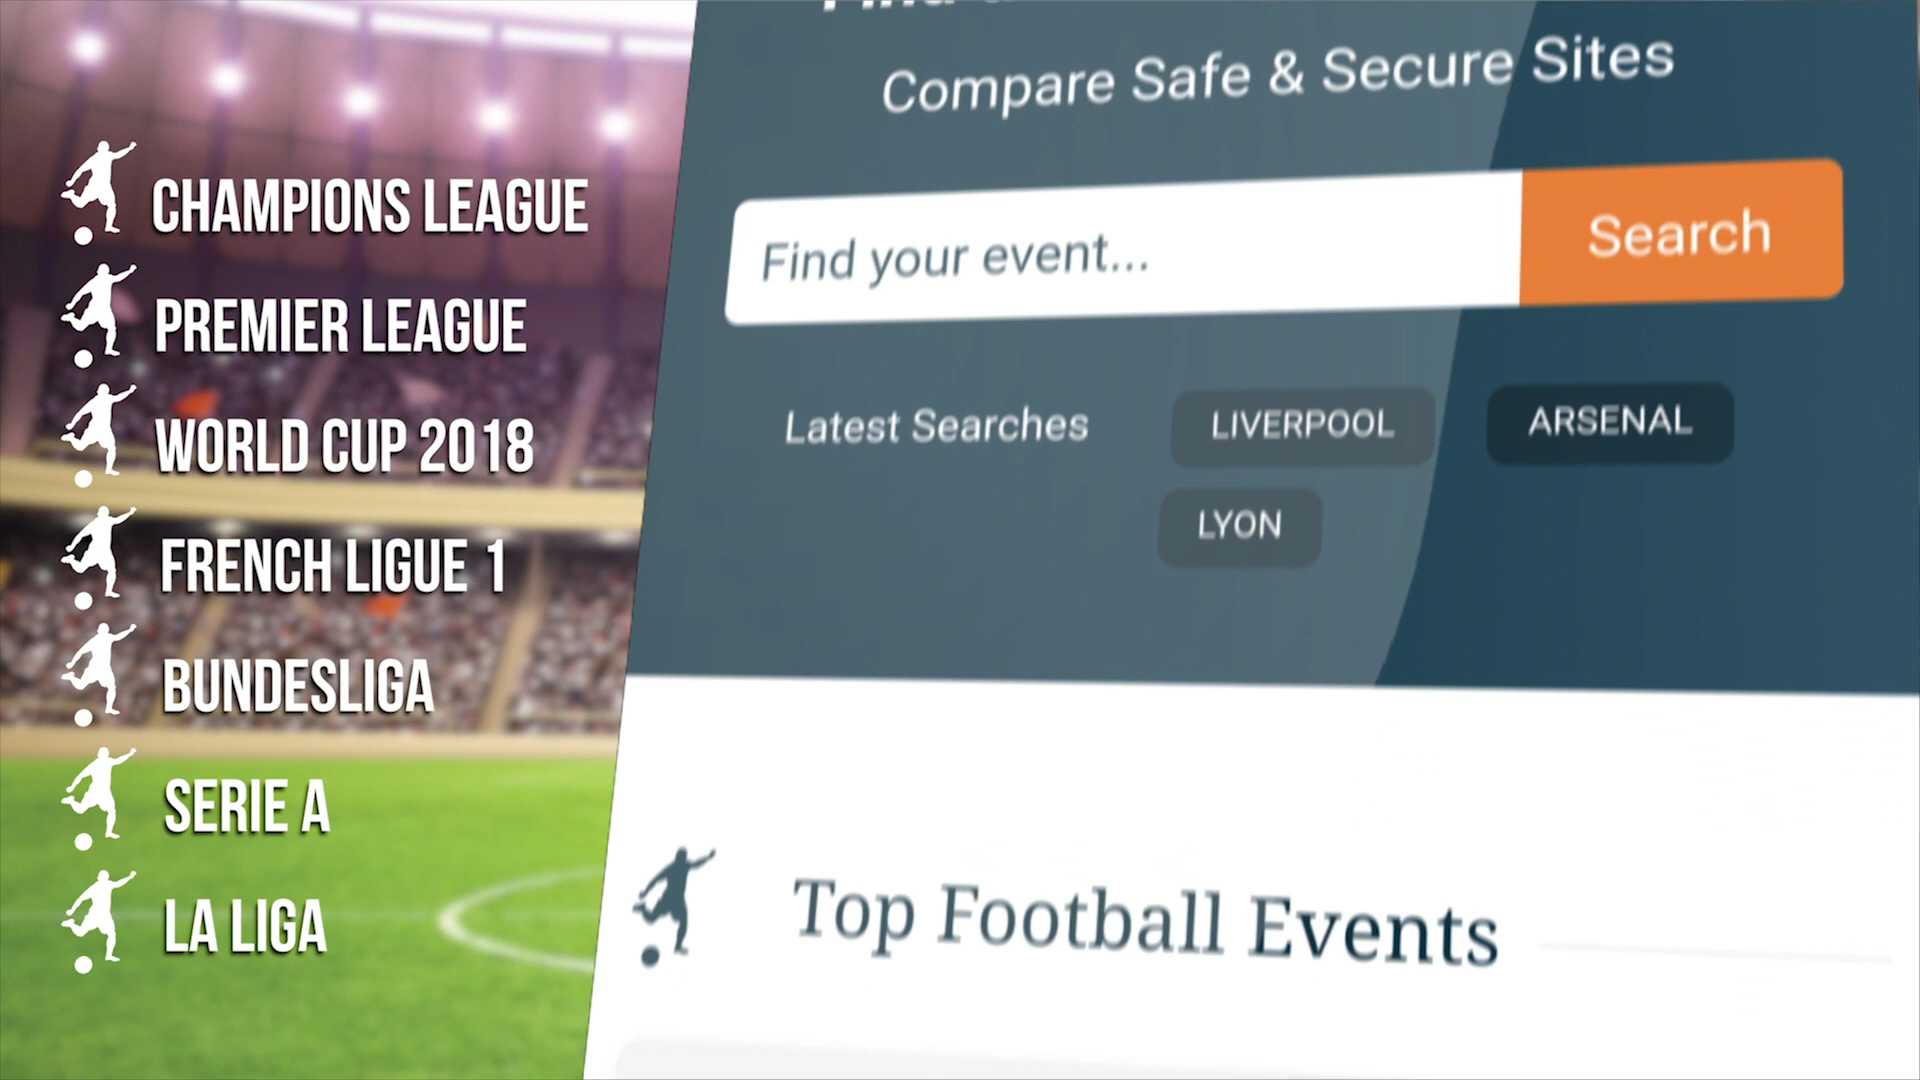 CHAMPIONS LEAGUE
PREMIER LEAGUE
WORLD CUP 2018
FRENCH LIGUE 1
BUNDESLIGA
SERIE A
LA LIGA
Compare Safe & Secure Sites
Find your event...
Search
Latest Searches
LIVERPOOL
ARSENAL
LYON
Top Football Events